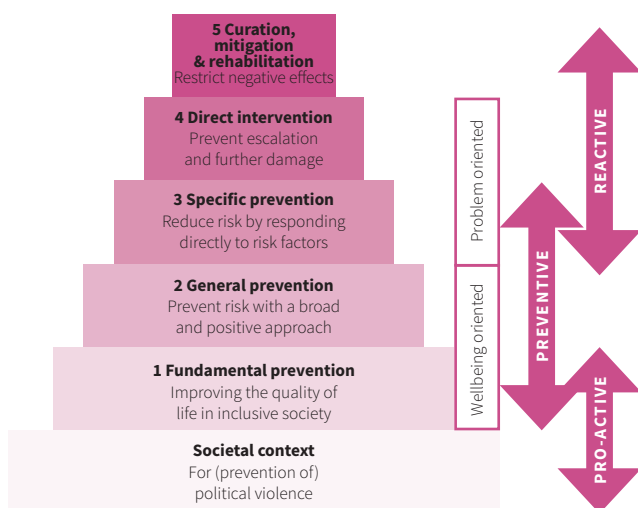 5 Curation,
mitigation
& rehabilitation
Restrict negative effects
4 Direct intervention
Prevent escalation
and further damage
3 Specific prevention
Reduce risk by responding
directly to risk factors
2 General prevention
Prevent risk with a broad
and positive approach
1 Fundamental prevention
Improving the quality of
life in inclusive society
Societal context
For (prevention of)
political violence
Problem oriented
Wellbeing oriented
PREVENTIVE
REACTIVE
PRO-ACTIVE